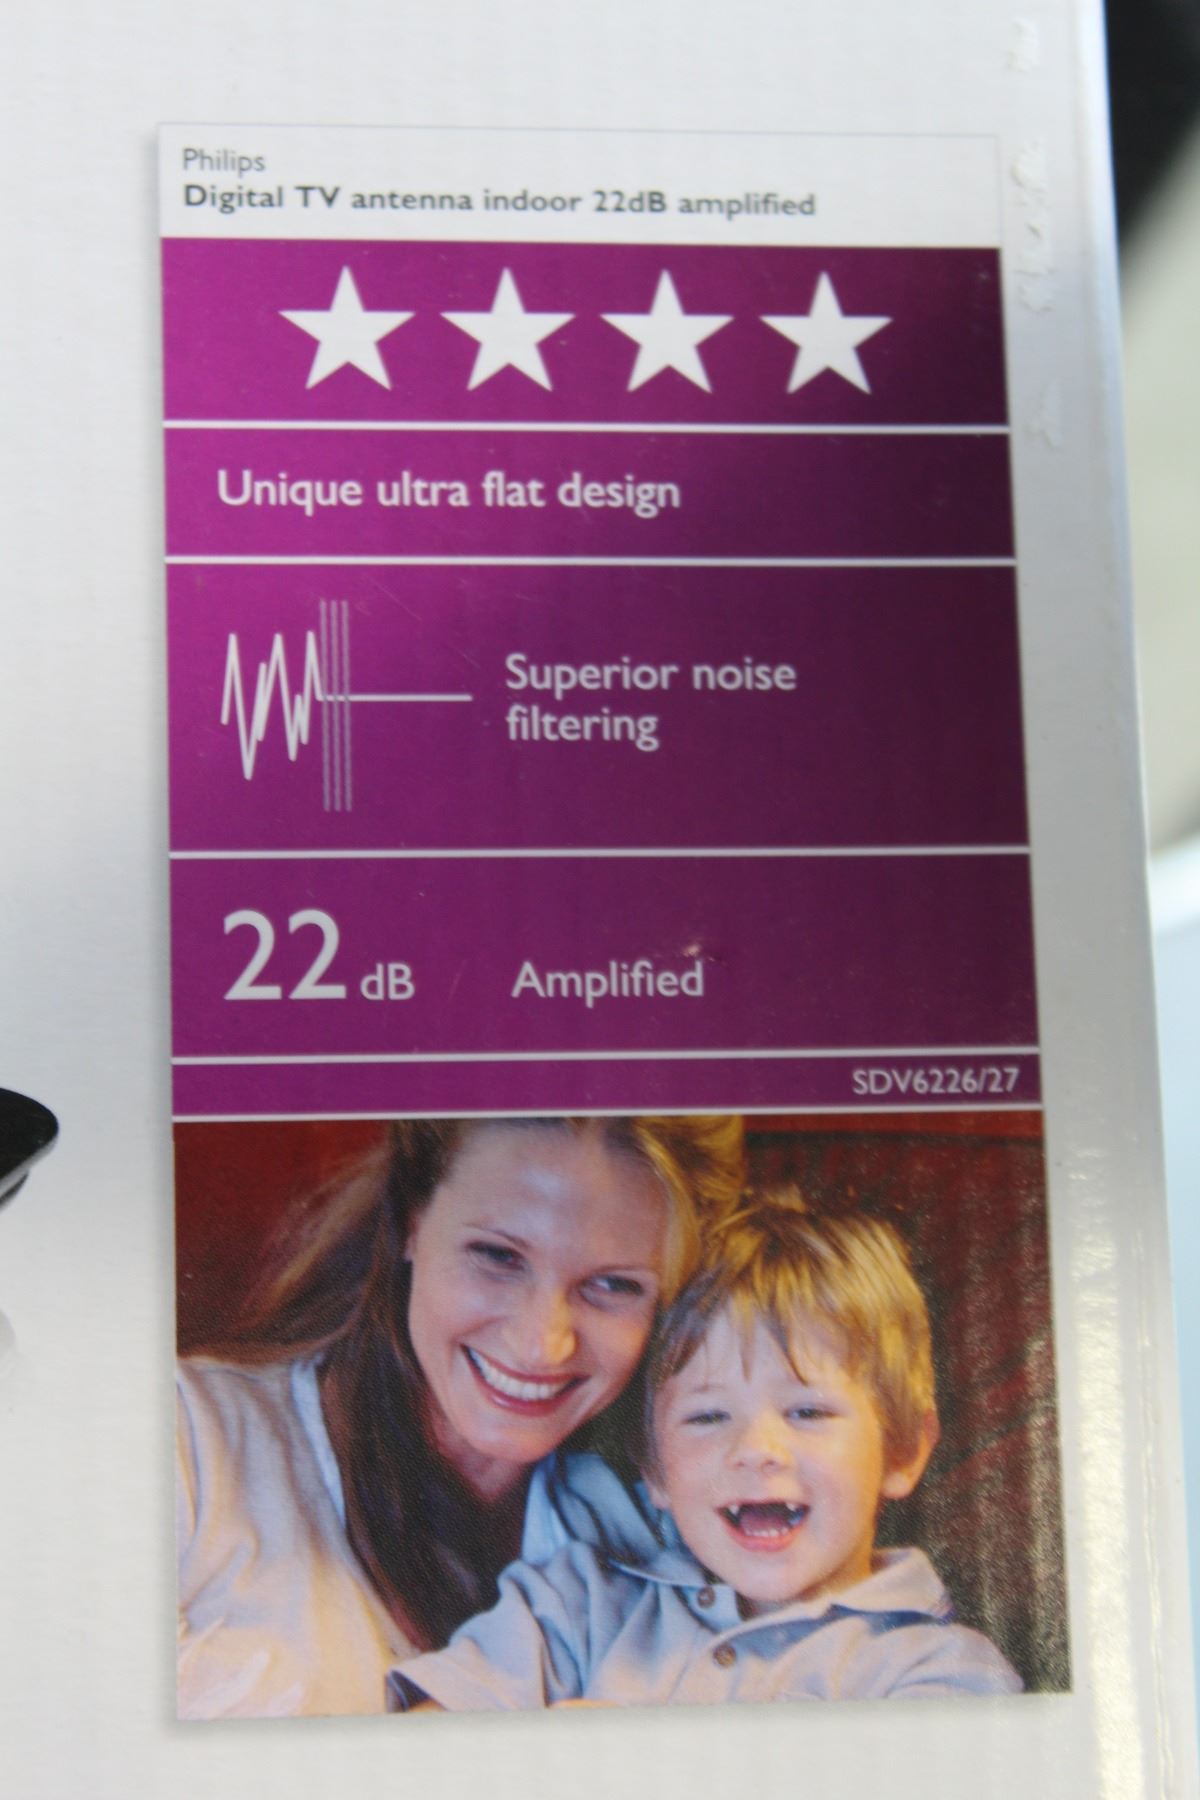 Philips
Digital TV antenna indoor 22dB amplified
Unique ultra flat design
Superior noise
filtering
22 dB Amplified
SDV6226/27